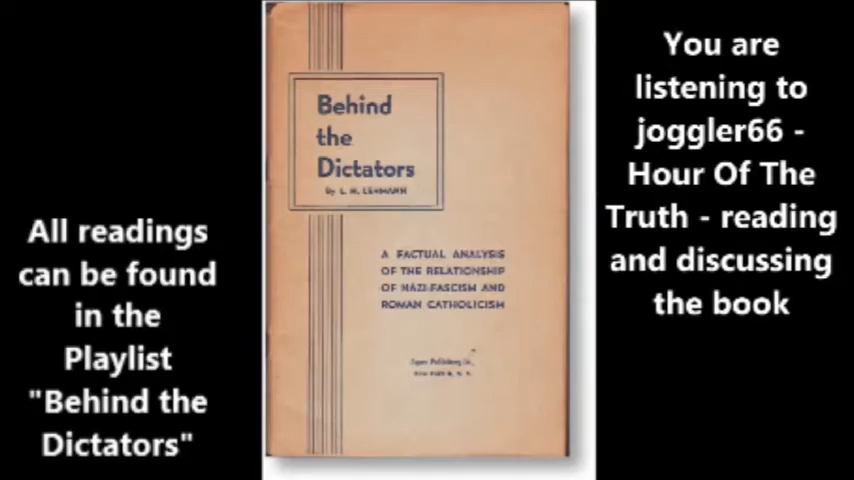 All readings
can be found
in the
Playlist
"Behind the
Dictators"
Behind
the
Dictators
By L. H. LEHMANN
A FACTUAL ANALYSIS
OF THE RELATIONSHIP
OF NAZI-FASCISM AND
ROMAN CATHOLICISM
You are
listening to
joggler66 -
Hour Of The
Truth - reading
and discussing
the book